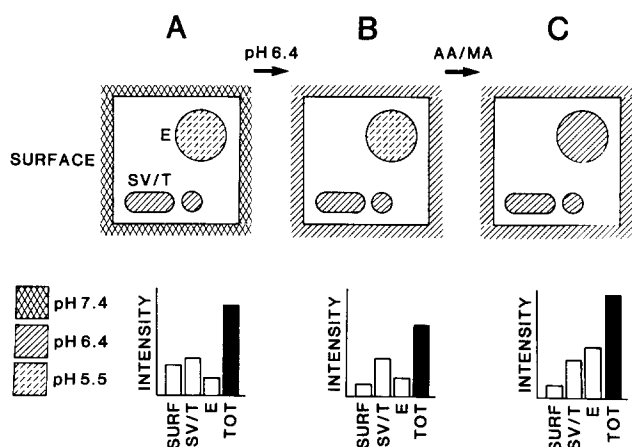 A
B
C
pH 6.4
AA/MA
SURFACE
E
SV/T
pH 7.4
pH 6.4
pH 5.5
INTENSITY
SURF
SV/T
E
TOT
INTENSITY
SURF
SV/T
E
TOT
INTENSITY
SURF
SV/T
E
TOT